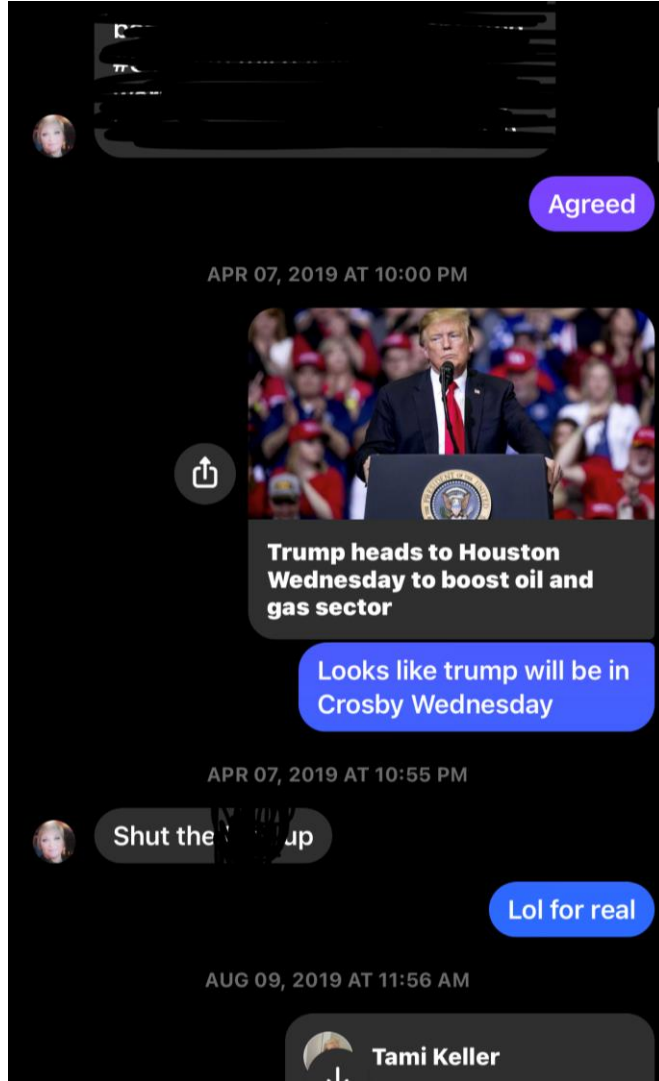 Agreed
APR 07, 2019 AT 10:00 PM
Trump heads to Houston
Wednesday to boost oil and
gas sector
Looks like trump will be in
Crosby Wednesday
APR 07, 2019 AT 10:55 PM
Shut the up
Lol for real
AUG 09, 2019 AT 11:56 AM
Tami Keller